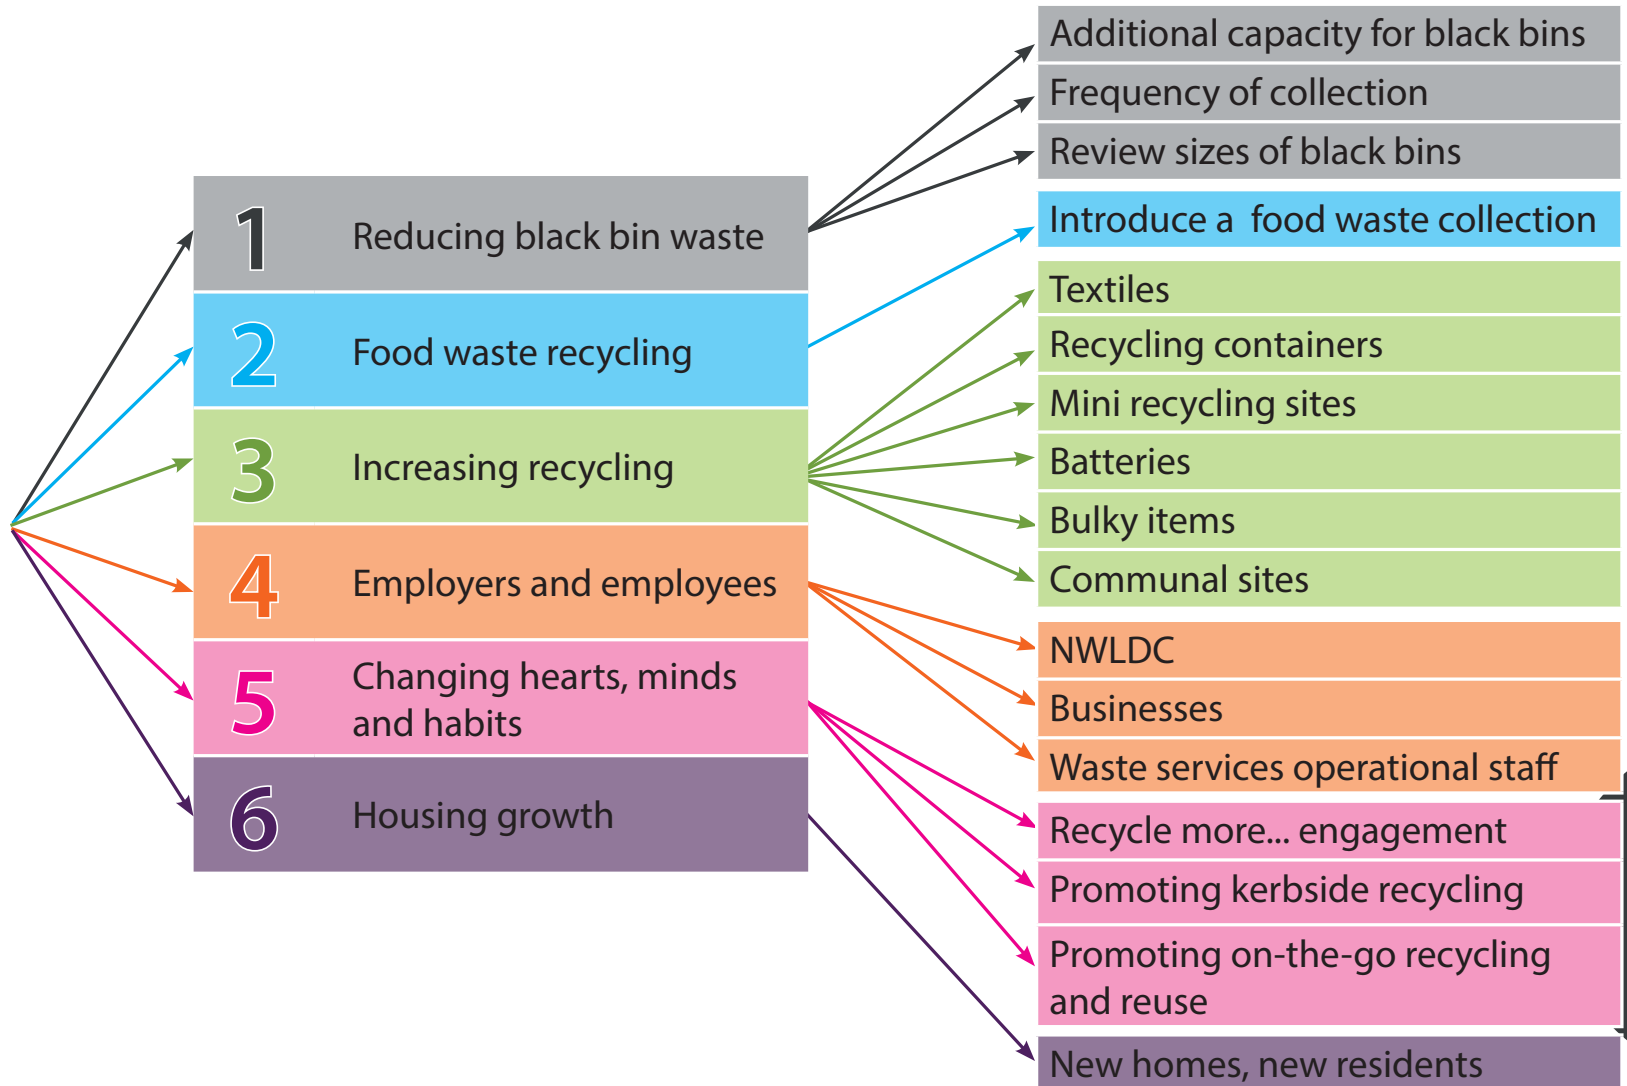 1 Reducing black bin waste
2 Food waste recycling
3 Increasing recycling
4 Employers and employees
5 Changing hearts, minds
and habits
6 Housing growth
Additional capacity for black bins
Frequency of collection
Review sizes of black bins
Introduce a  food waste collection
Textiles
Recycling containers
Mini recycling sites
Batteries
Bulky items
Communal sites
NWLDC
Businesses
Waste services operational staff
Recycle more... engagement
Promoting kerbside recycling
Promoting on-the-go recycling
and reuse
New homes, new residents